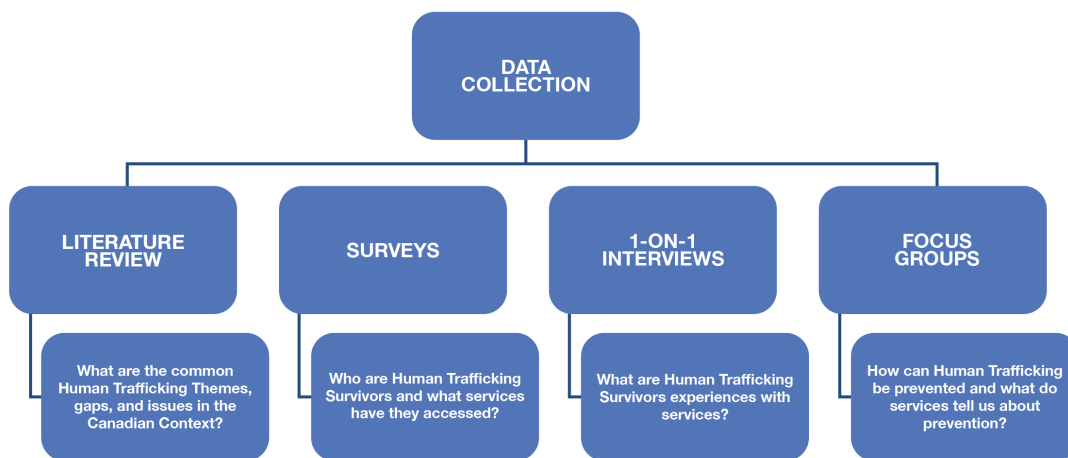 DATA
COLLECTION
LITERATURE
REVIEW
SURVEYS
1-ON-1
INTERVIEWS
FOCUS
GROUPS
What are the common
Human Trafficking Themes,
gaps, and issues in the
Canadian Context?
Who are Human Trafficking
Survivors and what services
have they accessed?
What are Human Trafficking
Survivors experiences with
services?
How can Human Trafficking
be prevented and what do
services tell us about
prevention?